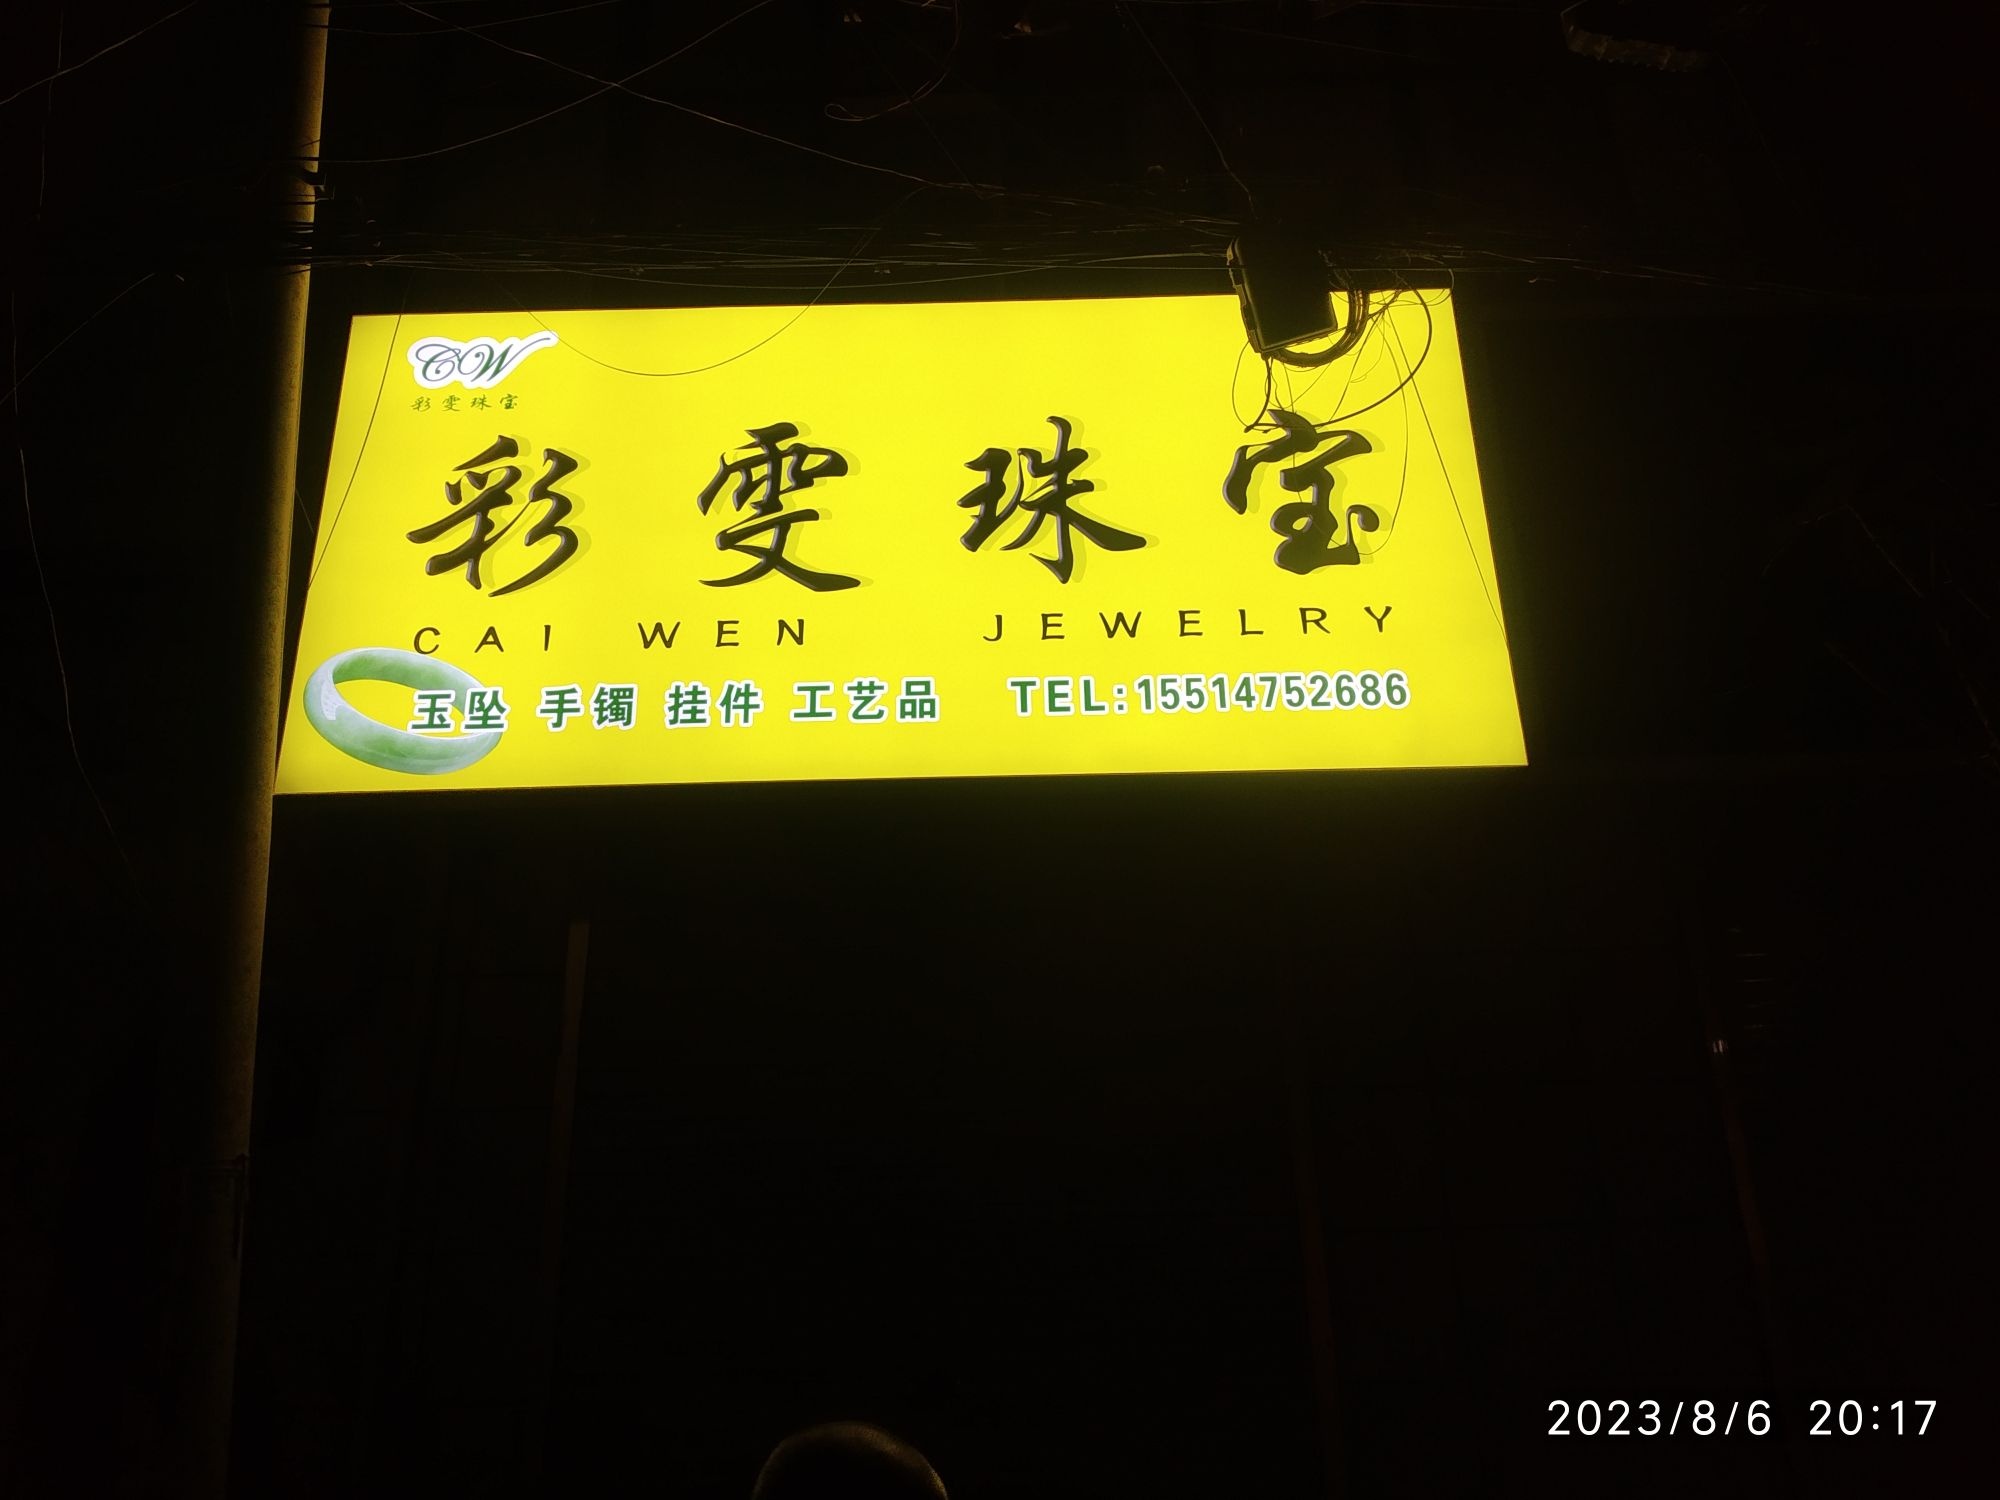 CW
彩雯珠宝
彩雯珠宝
CAI WEN JEWELRY
玉坠 手镯 挂件 工艺品 TEL:15514752686
2023/8/6 20:17